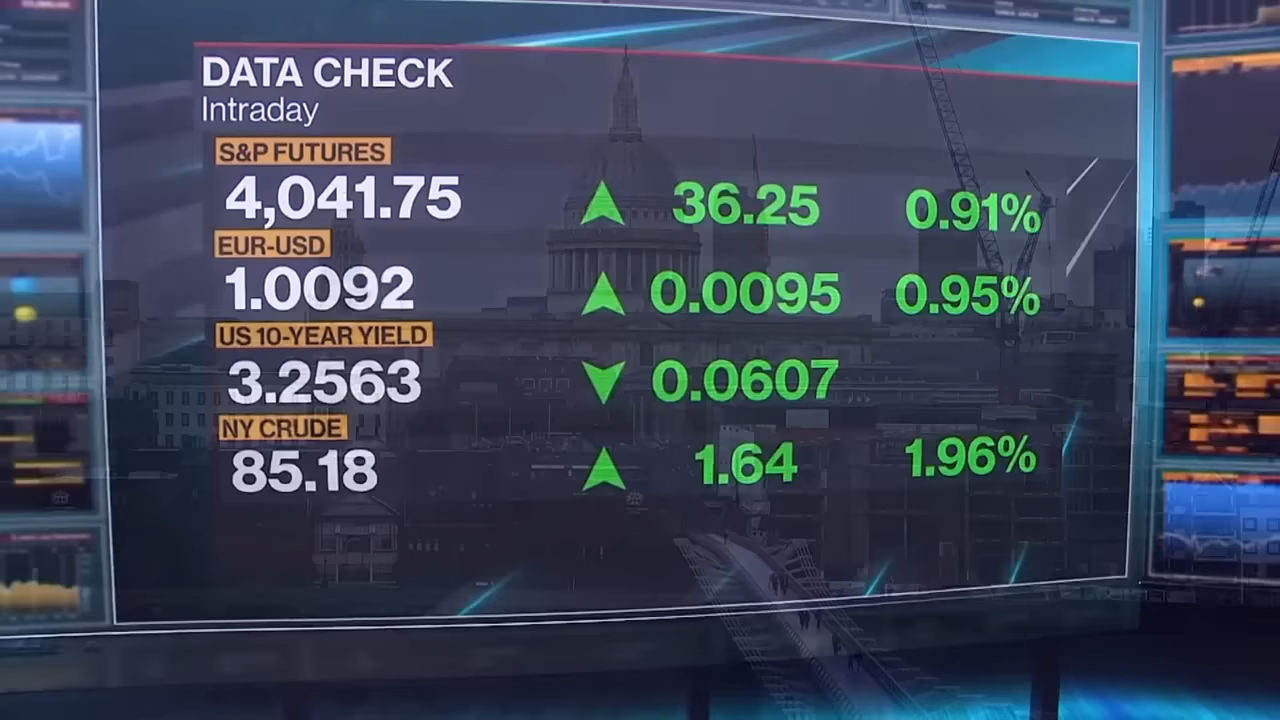 DATA CHECK
Intraday
S&P FUTURES
4,041.75 ▲ 36.25 0.91%
EUR-USD
1.0092 ▲ 0.0095 0.95%
US 10-YEAR YIELD
3.2563 ▼ 0.0607
NY CRUDE
85.18 ▲ 1.64 1.96%